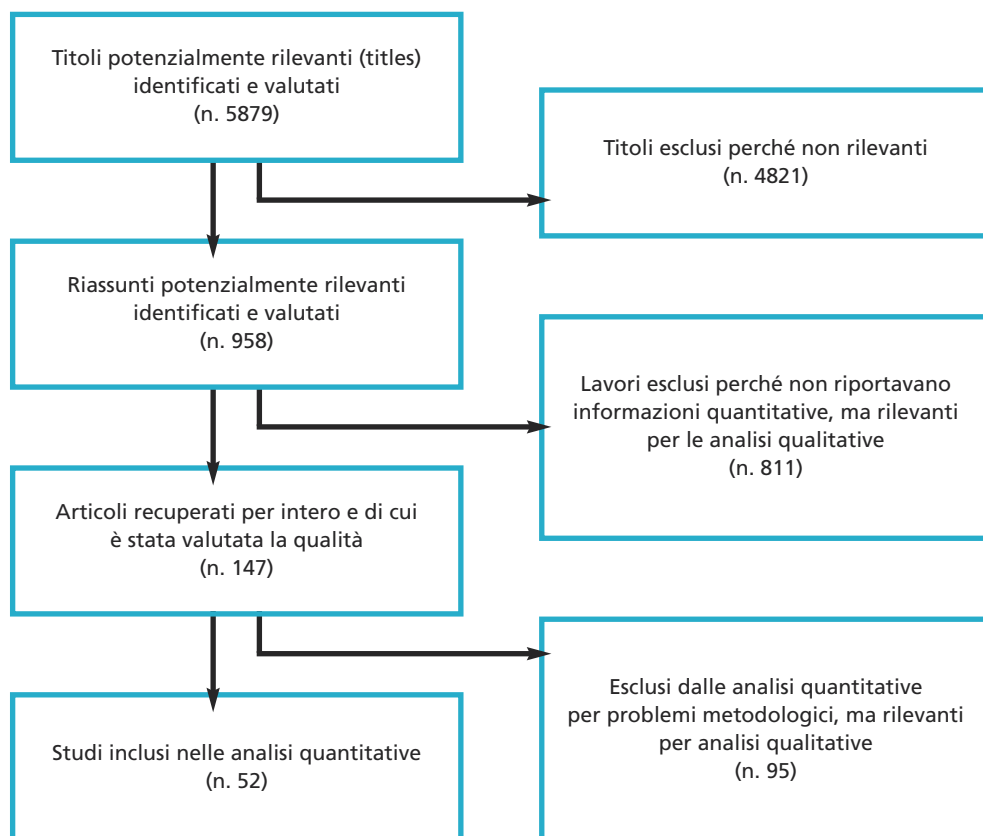 Titoli potenzialmente rilevanti (titles)
identificati e valutati
(n. 5879)
Titoli esclusi perché non rilevanti
(n. 4821)
Riassunti potenzialmente rilevanti
identificati e valutati
(n. 958)
Lavori esclusi perché non riportavano
informazioni quantitative, ma rilevanti
per le analisi qualitative
(n. 811)
Articoli recuperati per intero e di cui
è stata valutata la qualità
(n. 147)
Esclusi dalle analisi quantitative
per problemi metodologici, ma rilevanti
per analisi qualitative
(n. 95)
Studi inclusi nelle analisi quantitative
(n. 52)